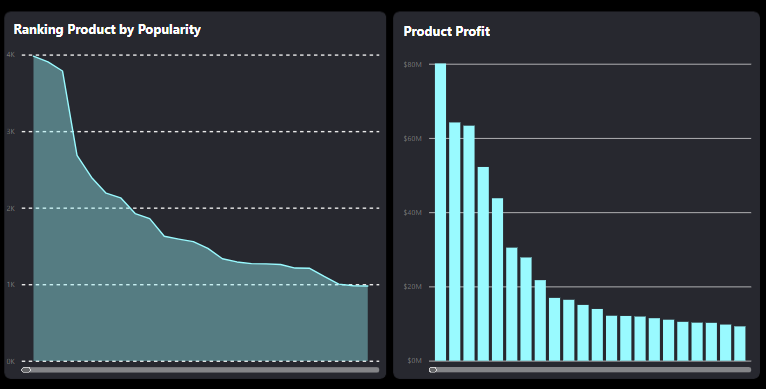 Ranking Product by Popularity
4K
3K
2K
1K
0K
Product Profit
$80M
$60M
$40M
$20M
$0M